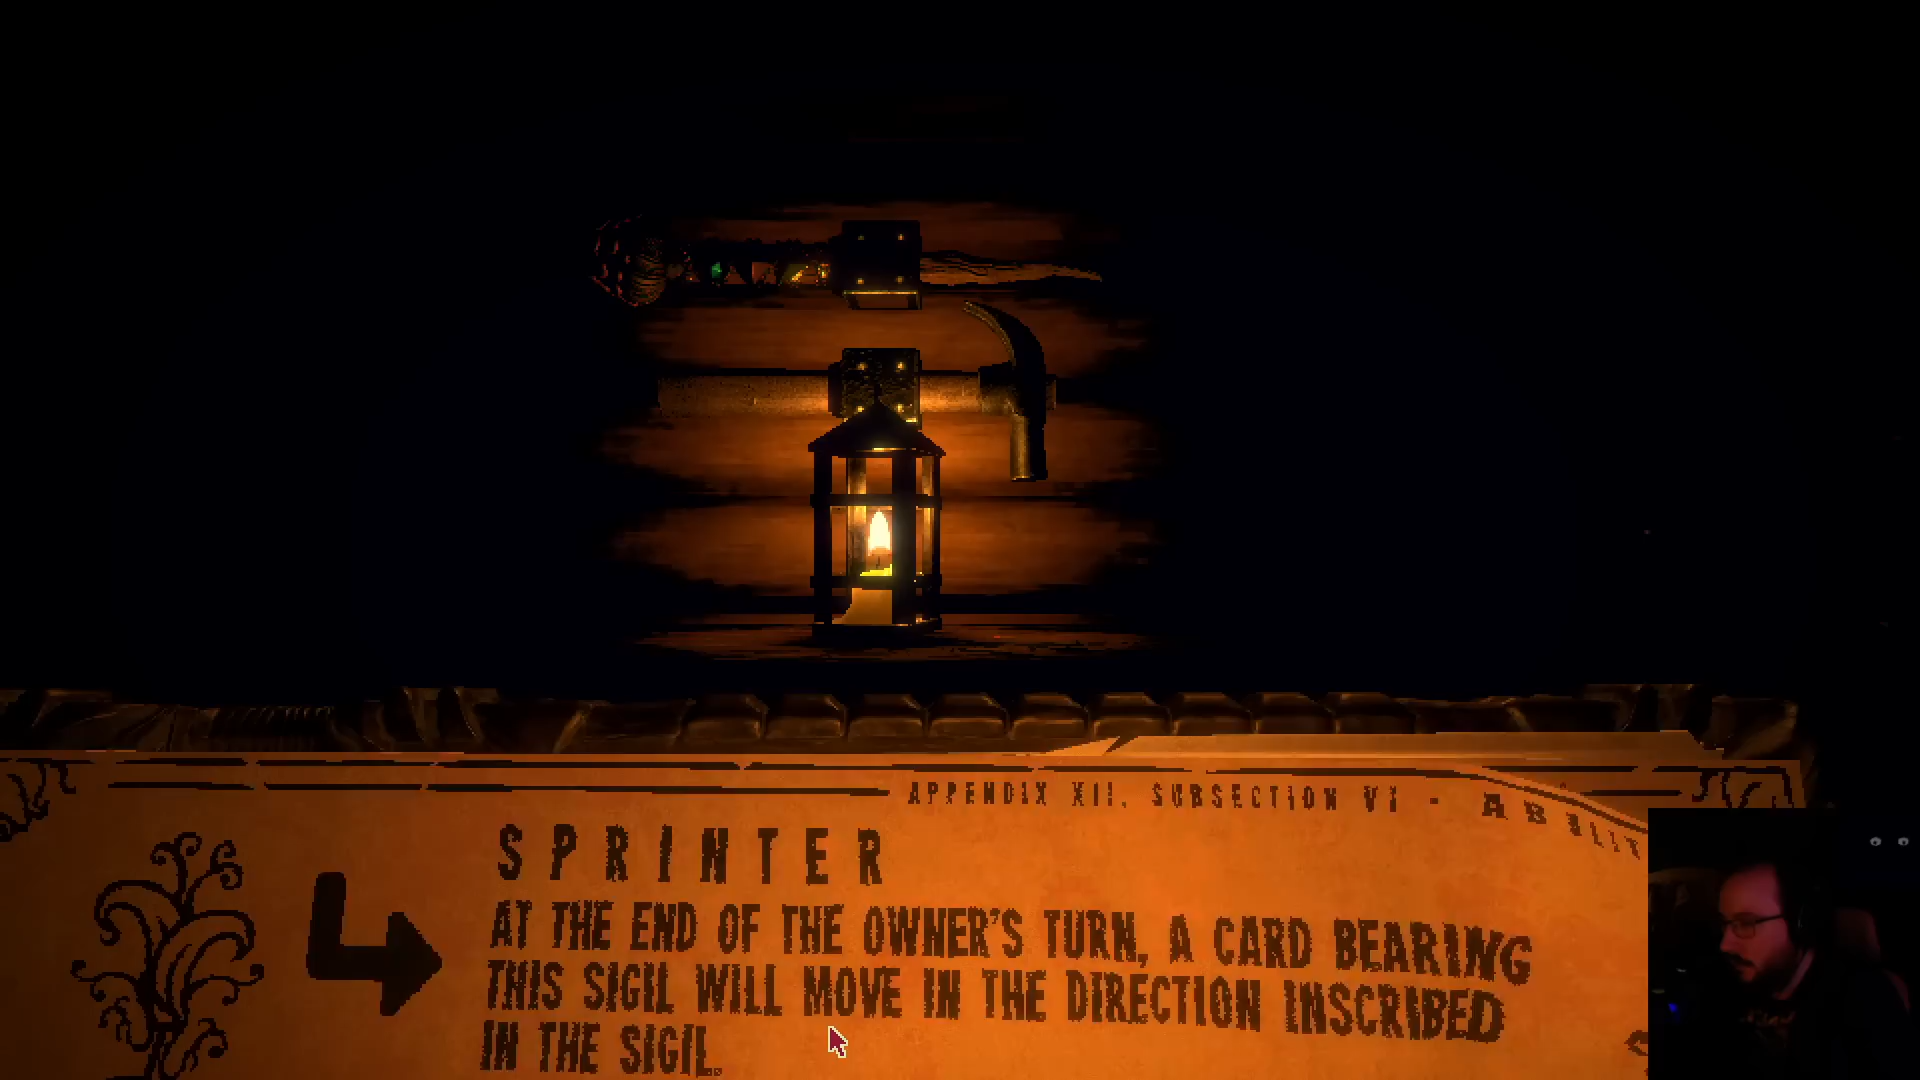 APPENDIX XII, SUBSECTION VI - ABILIT
SPRINTER
AT THE END OF THE OWNER'S TURN, A CARD BEARING
THIS SIGIL WILL MOVE IN THE DIRECTION INSCRIBED
IN THE SIGIL.